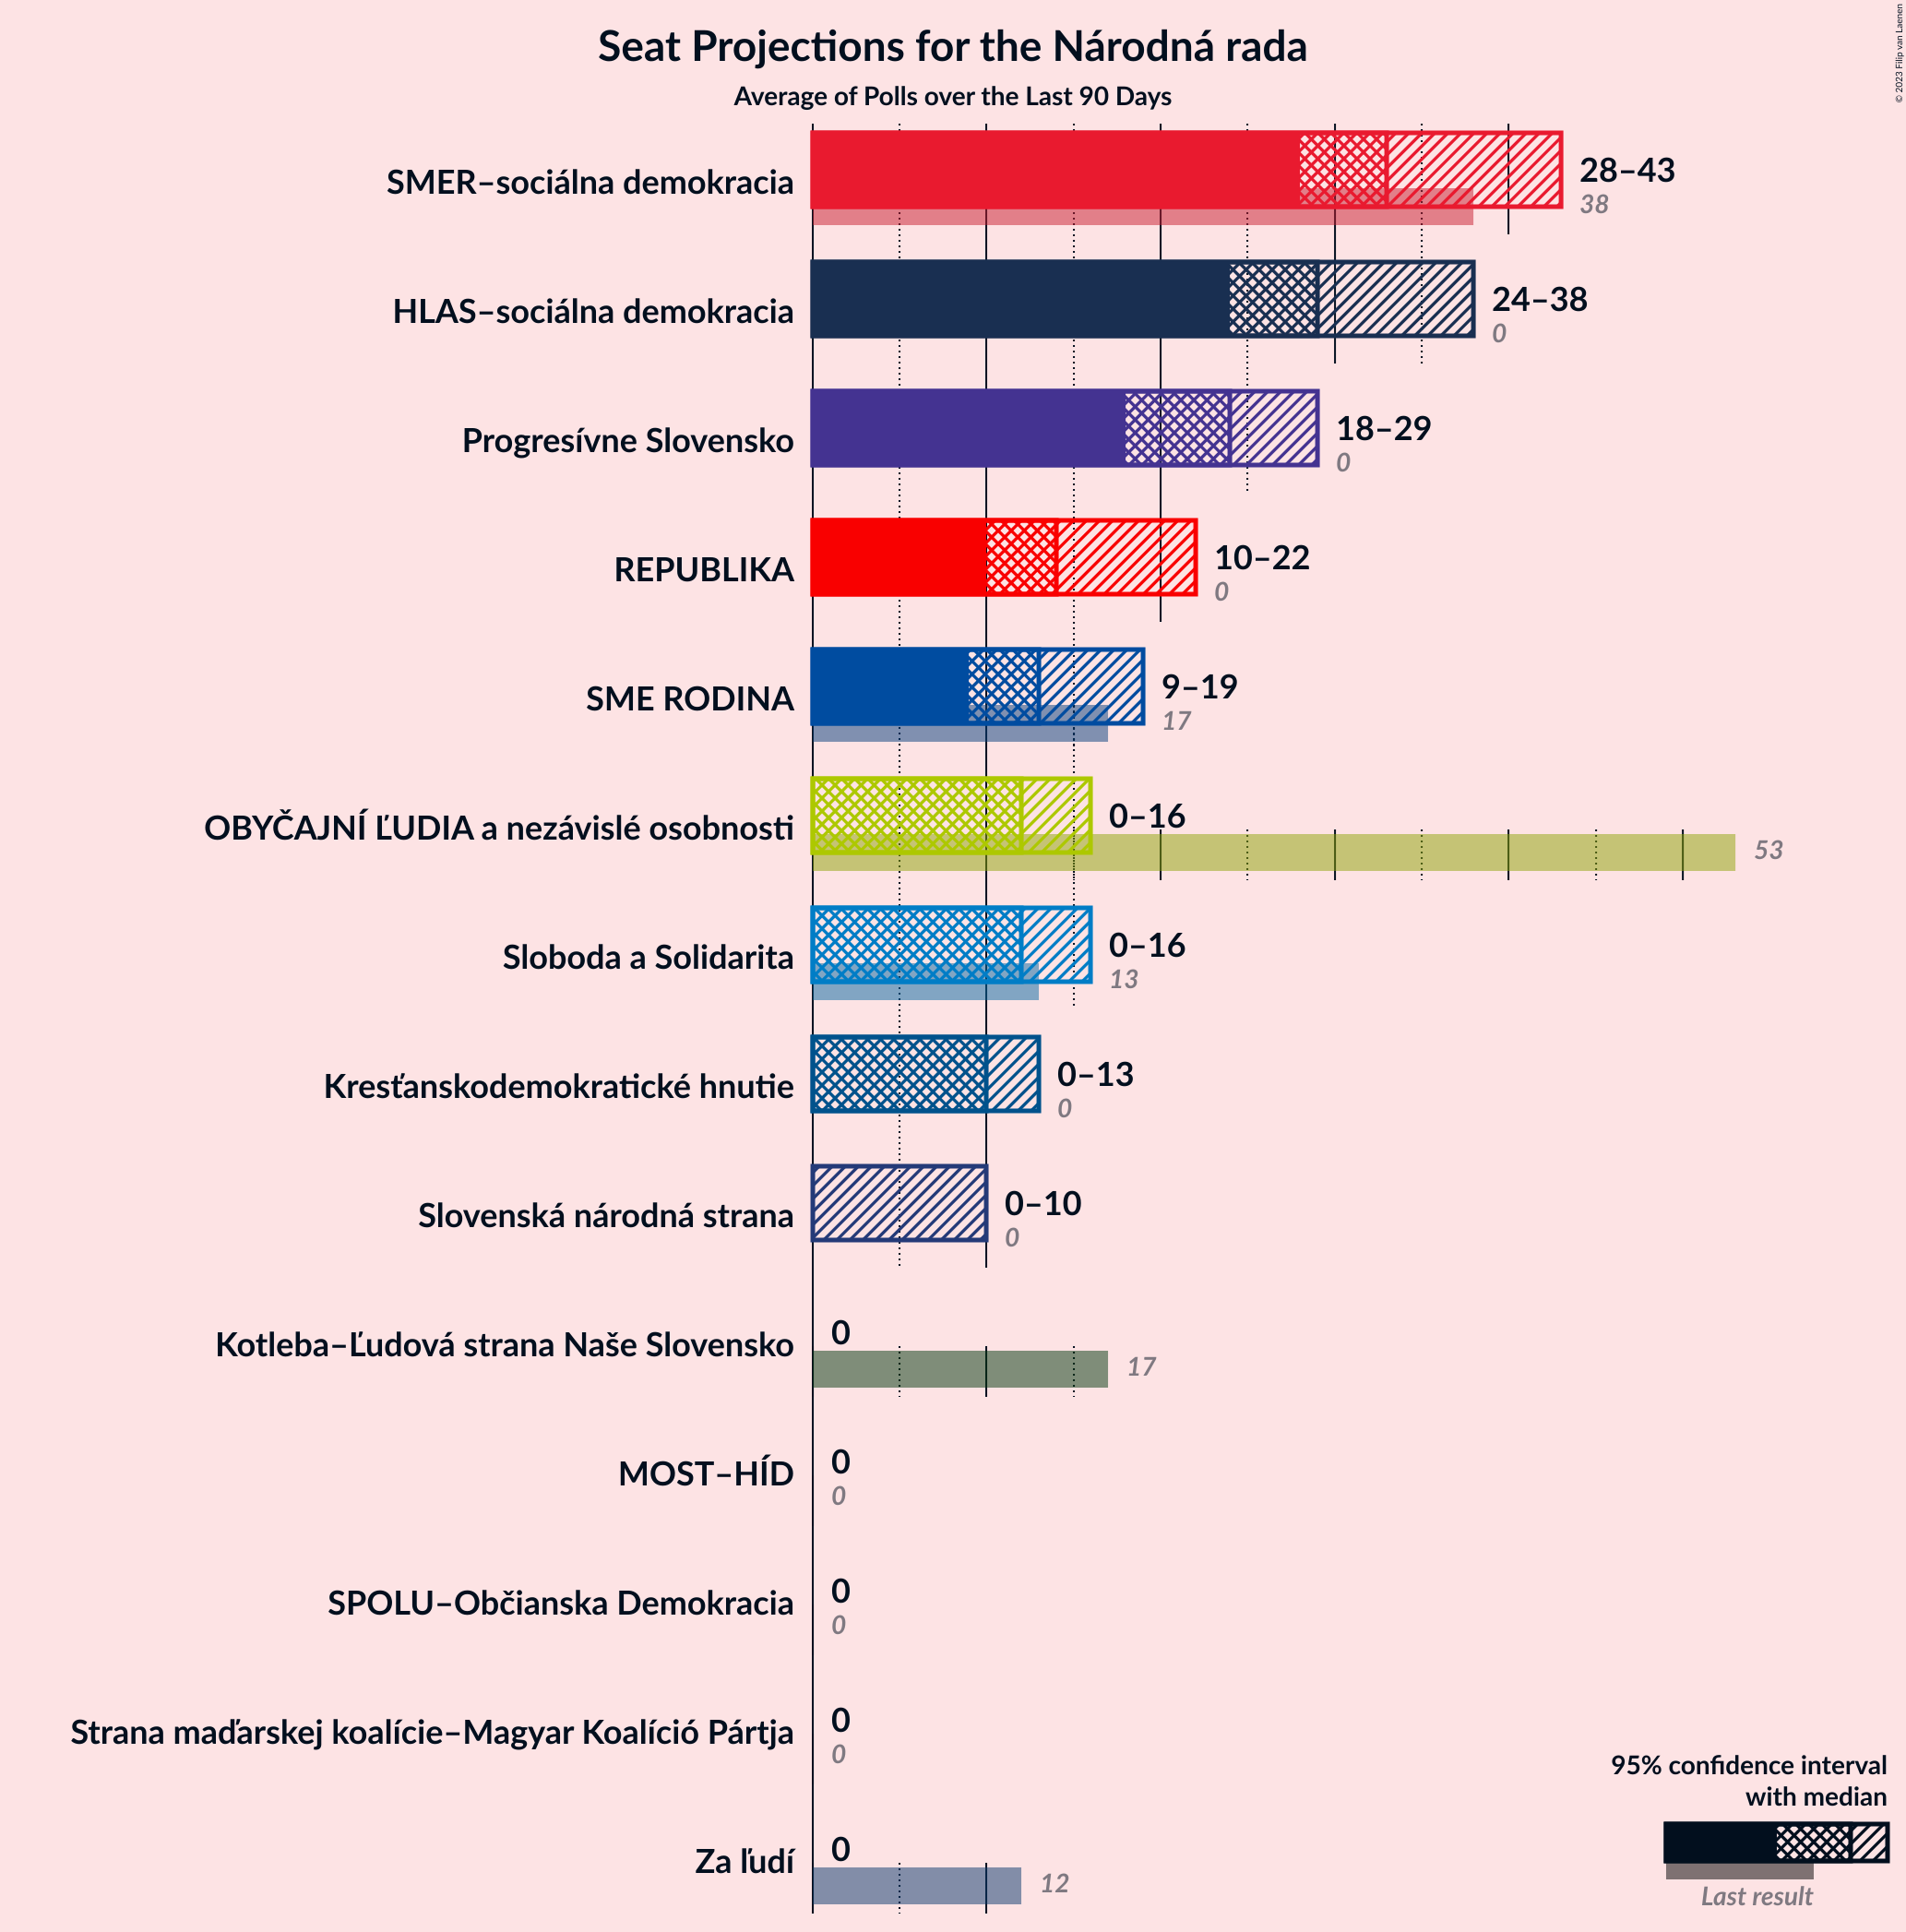 Seat Projections for the Národná rada
Average of Polls over the Last 90 Days
© 2023 Filip van Laenen
SMER–sociálna demokracia
28–43
38
HLAS–sociálna demokracia
24–38
0
Progresívne Slovensko
18–29
0
REPUBLIKA
10–22
0
SME RODINA
9–19
17
OBYČAJNÍ ĽUDIA a nezávislé osobnosti
0–16
53
Sloboda a Solidarita
0–16
13
Kresťanskodemokratické hnutie
0–13
0
Slovenská národná strana
0–10
0
Kotleba–Ľudová strana Naše Slovensko
0
17
MOST–HÍD
0
0
SPOLU–Občianska Demokracia
0
0
Strana maďarskej koalície–Magyar Koalíció Pártja
0
0
Za ľudí
0
12
95% confidence interval
with median
Last result